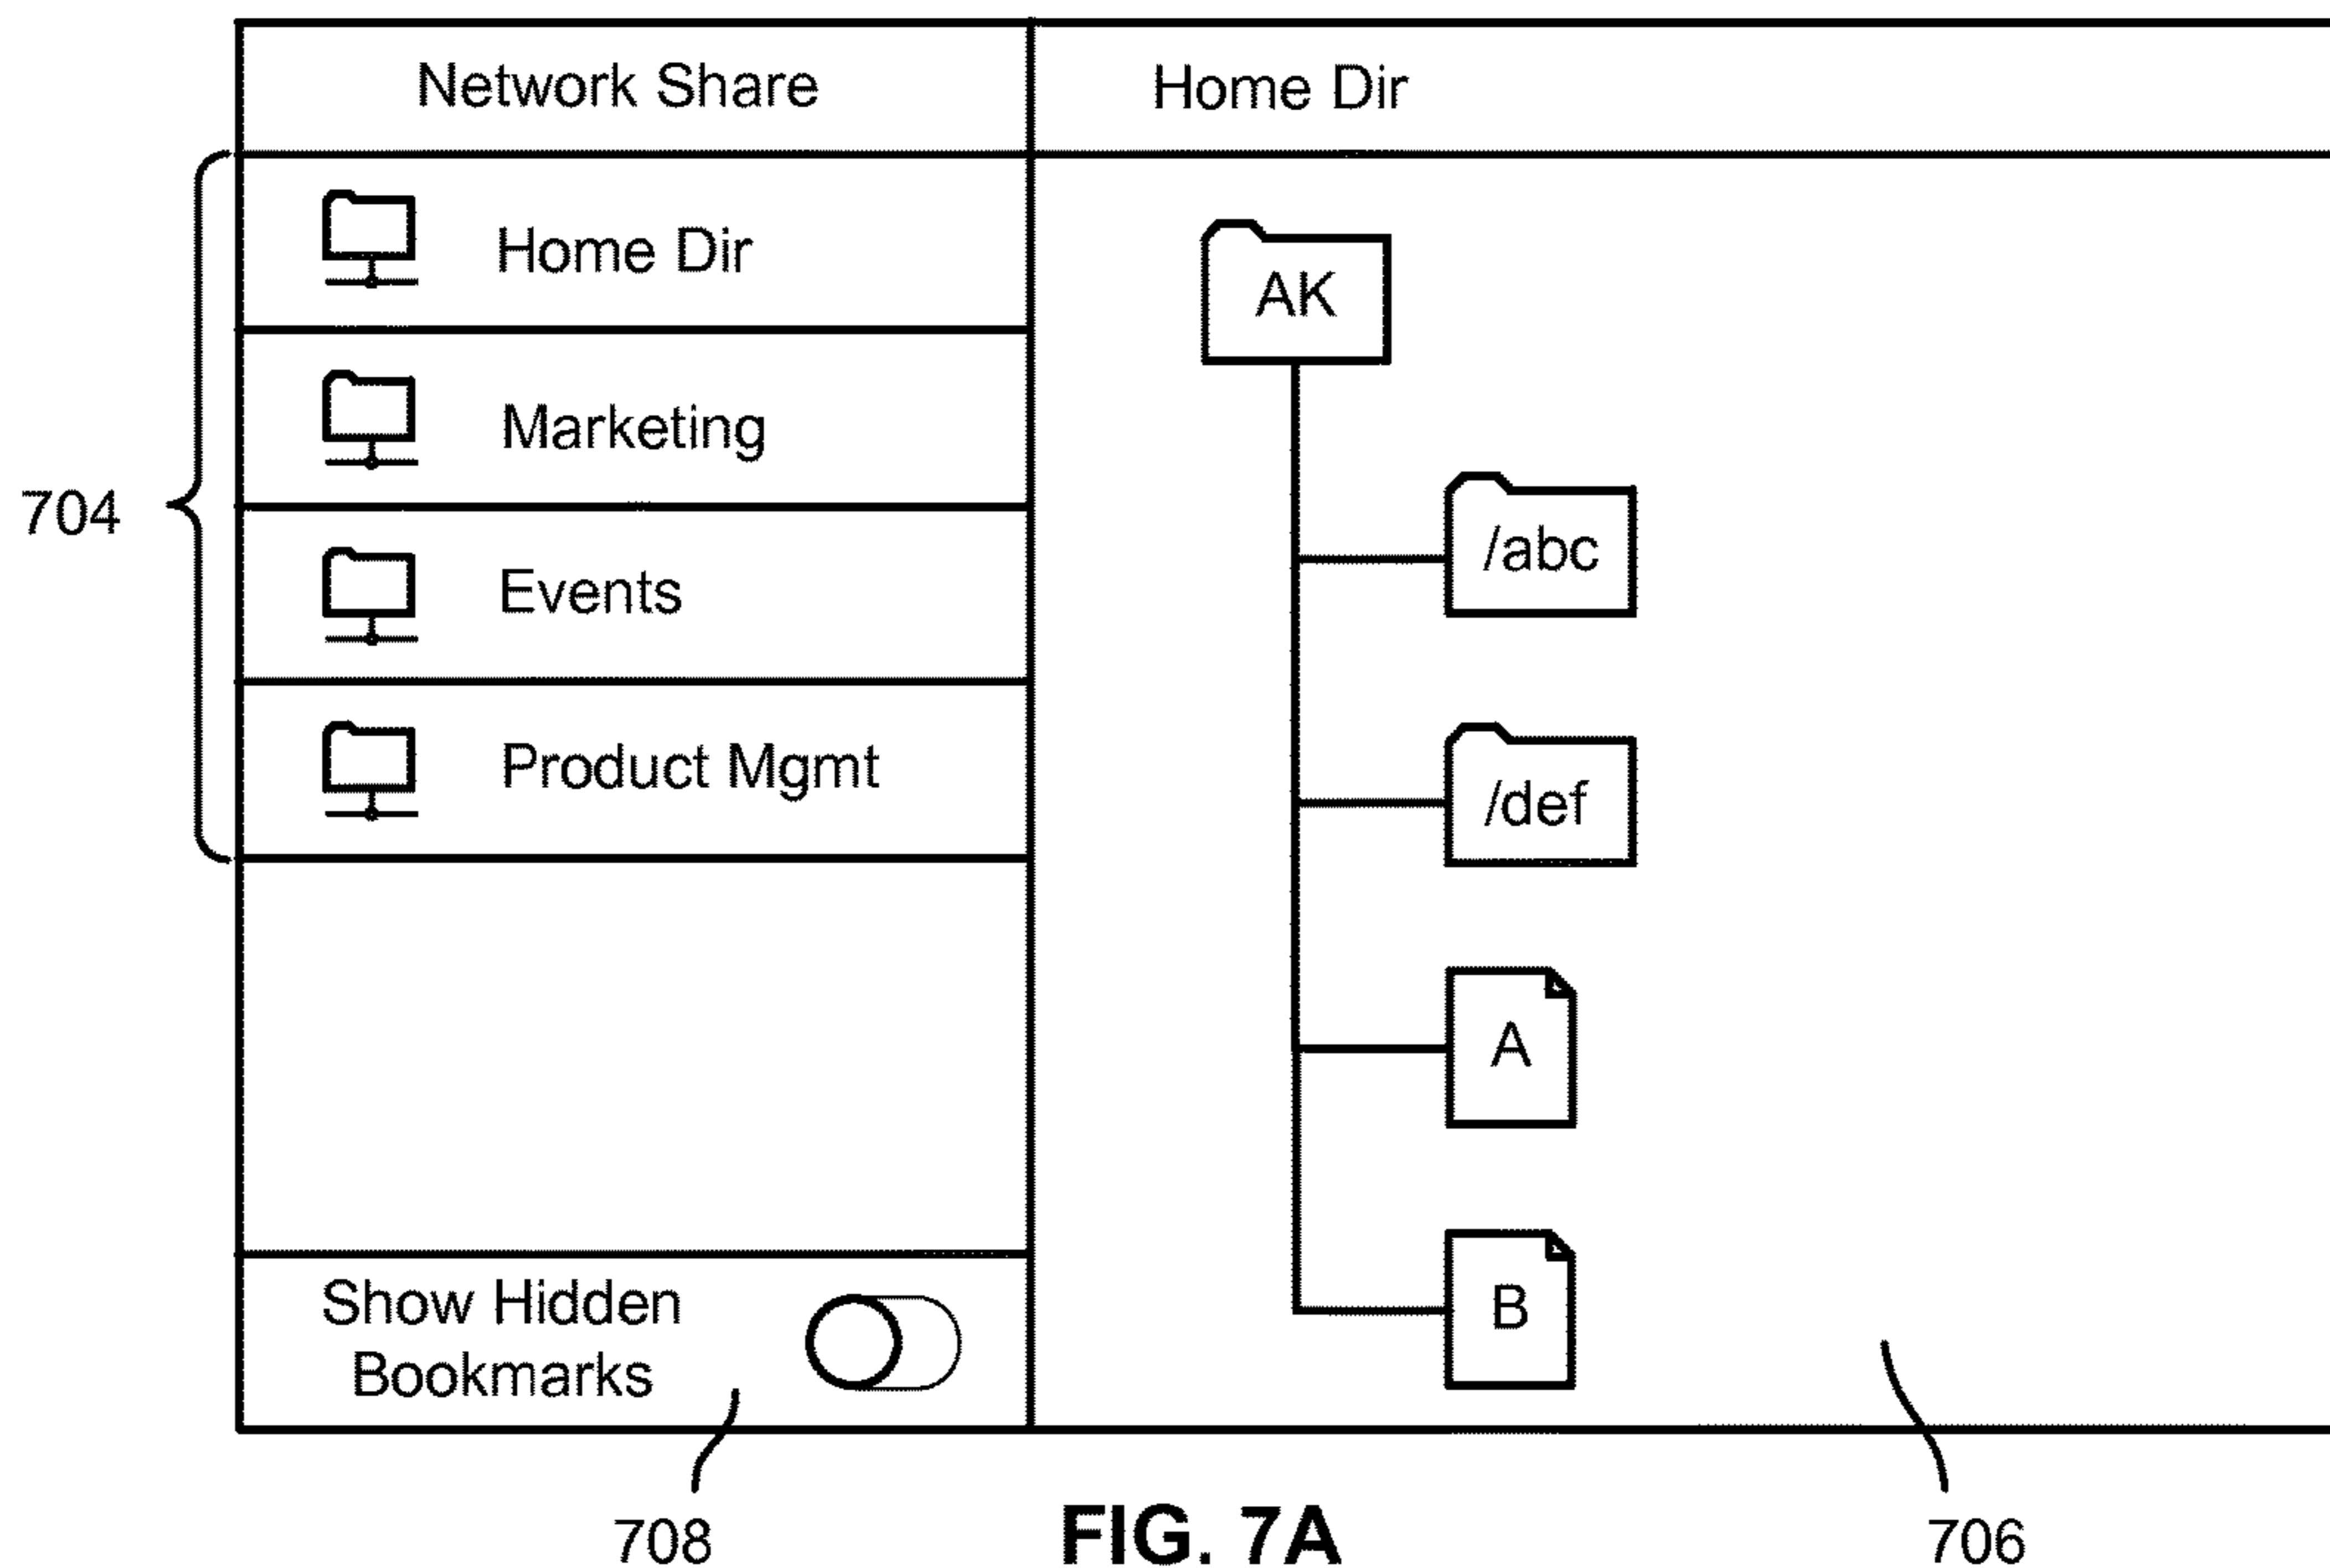 Network Share
Home Dir
704
Home Dir
Marketing
Events
Product Mgmt
Show Hidden
Bookmarks
AK
/abc
/def
A
B
708
FIG. 7A
706